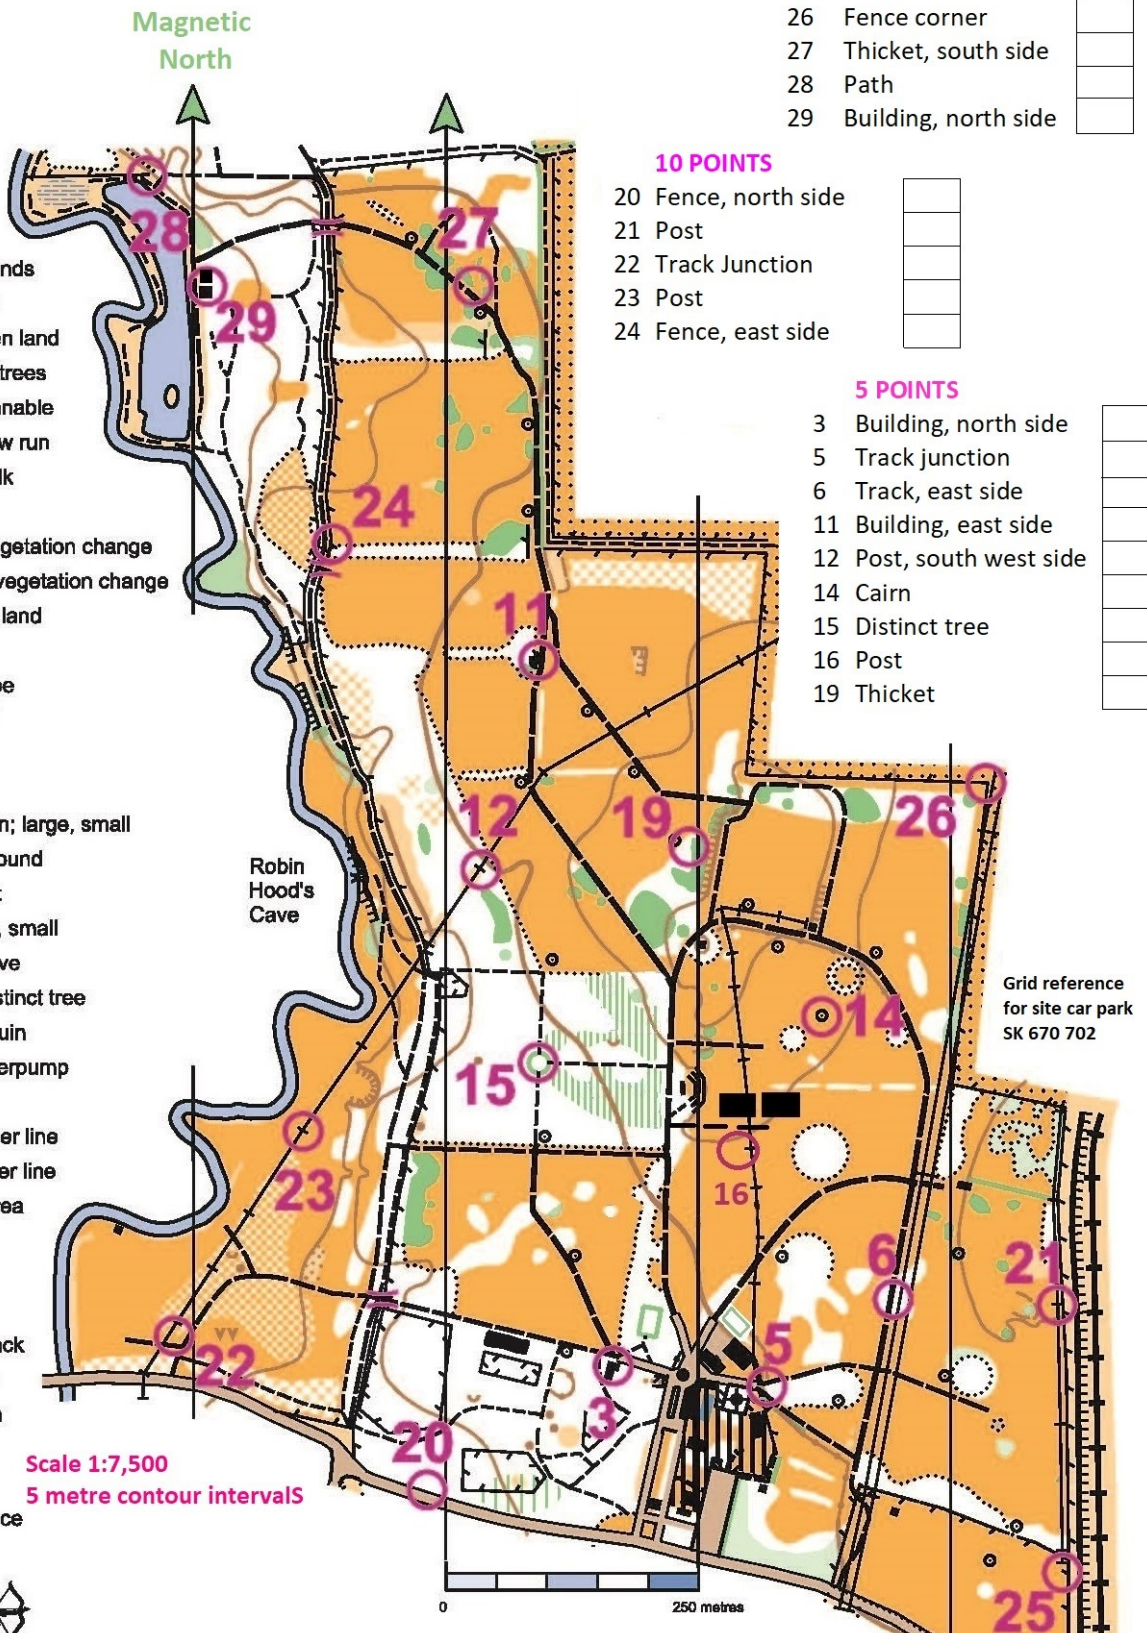 Magnetic
North
26 Fence corner
27 Thicket, south side
28 Path
29 Building, north side
10 POINTS
20 Fence, north side
21 Post
22 Track Junction
23 Post
24 Fence, east side
5 POINTS
3 Building, north side
5 Track junction
6 Track, east side
11 Building, east side
12 Post, south west side
14 Cairn
15 Distinct tree
16 Post
19 Thicket
28
27
29
nds
n land
trees
nable
w run
lk
24
getation change
vegetation change
land
11
e
12
19
26
n; large, small
ound
Robin
Hood's
Cave
, small
ve
stinct tree
uin
erpump
Grid reference
for site car park
SK 670 702
14
15
er line
er line
ea
23
16
6
21
ack
22
5
3
20
Scale 1:7,500
5 metre contour intervalS
ce
0 250 metres
25